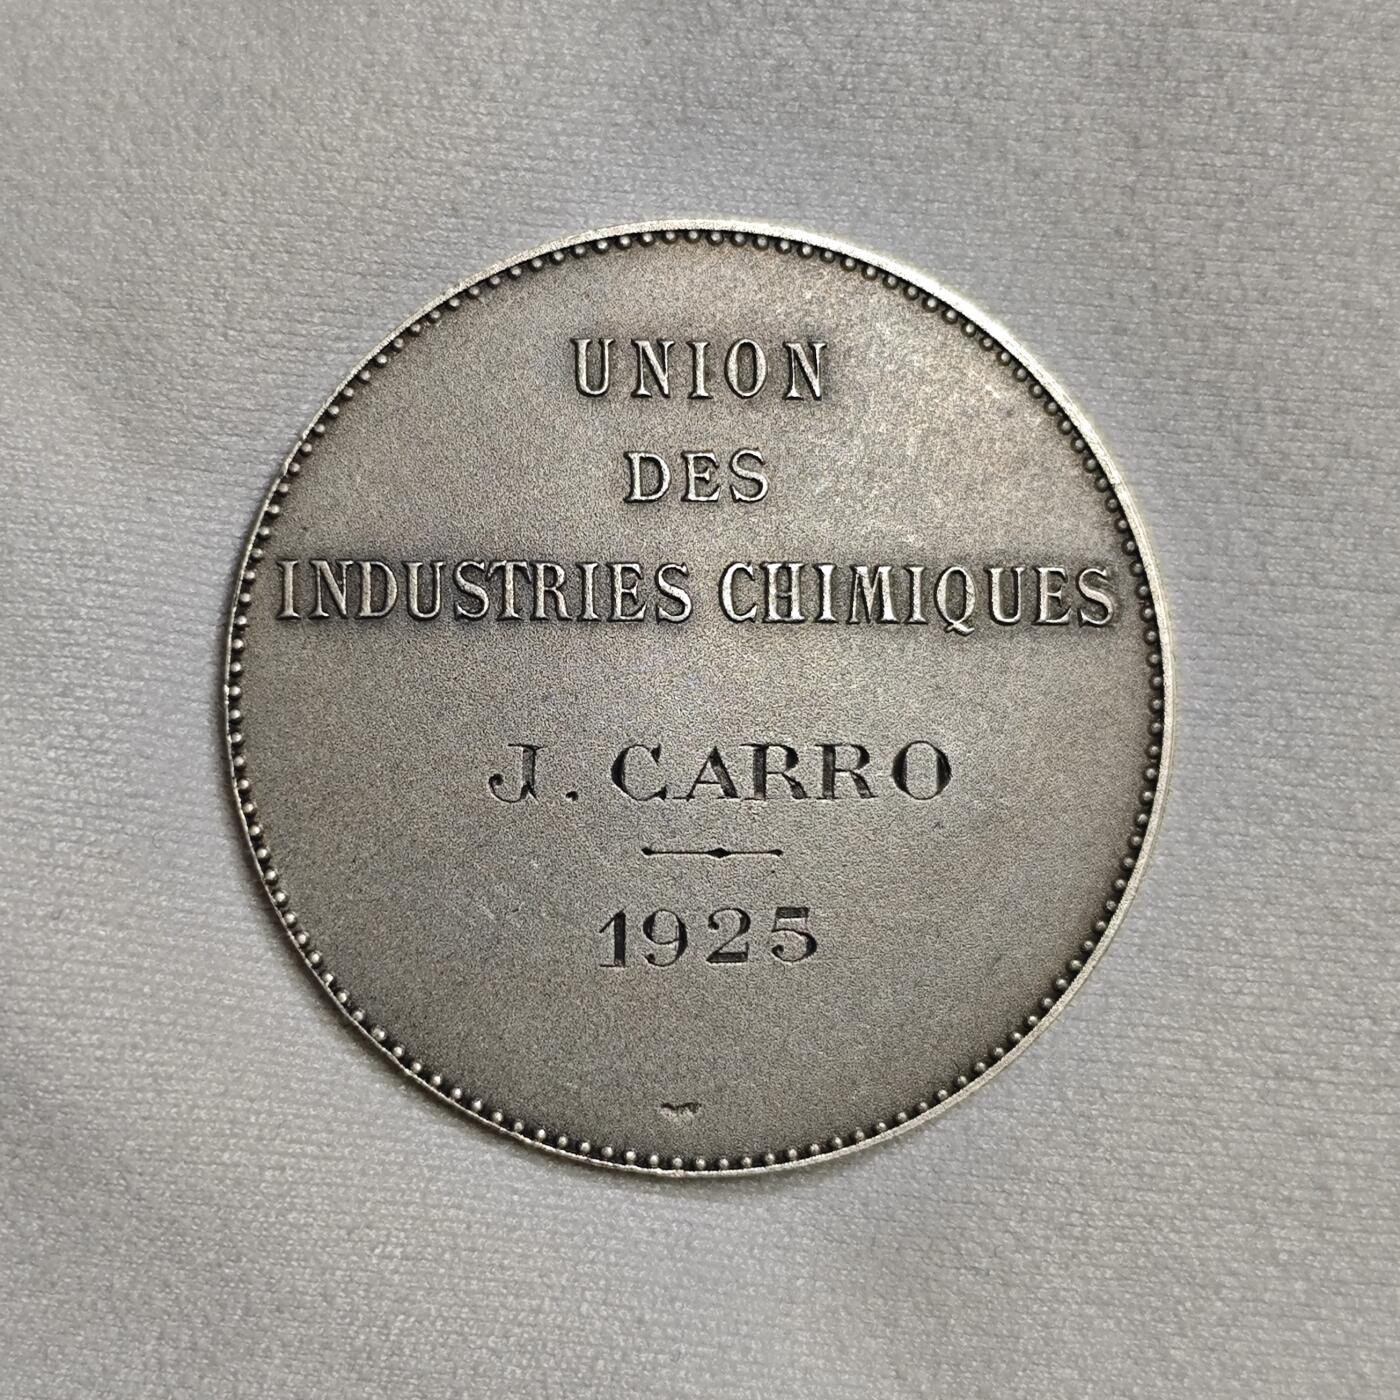 UNION
DES
INDUSTRIES CHIMIQUES
J. CARRO
1925